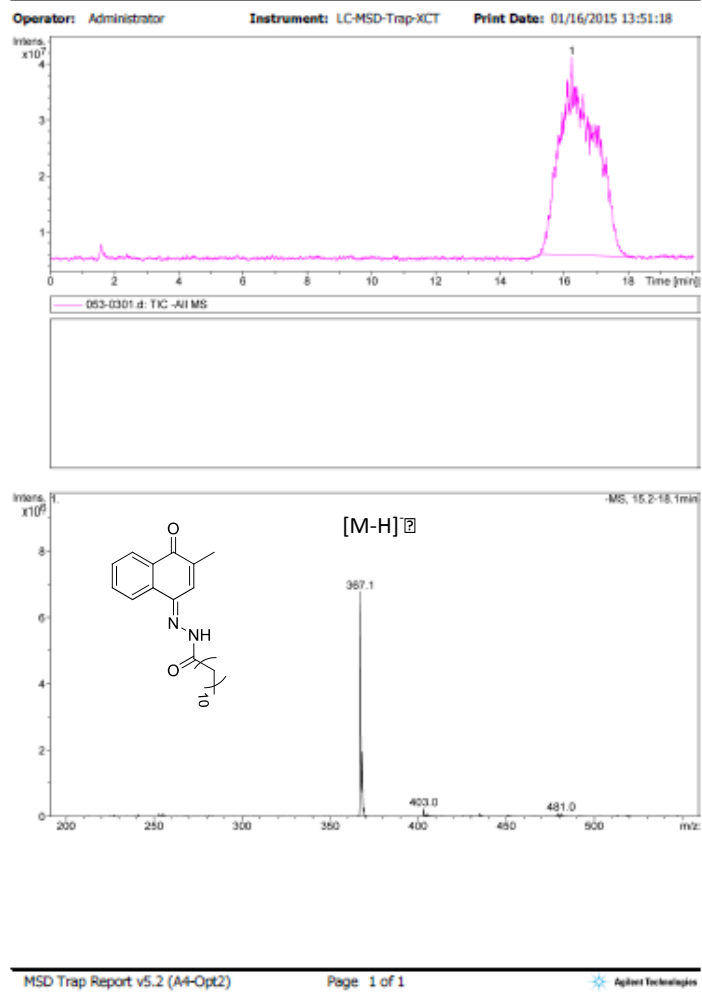 Operator: Administrator Instrument: LC-MSD-Trap-XCT Print Date: 01/16/2015 13:51:18
Intens.
x10⁷
4
3
2
1
1
0 2 4 6 8 10 12 14 16 18 Time [min]
053-0301.d: TIC -All MS
Intens.
x10⁶
1.
-MS, 15.2-18.1min
[M-H]⁻
8
6
4
2
0
367.1
403.0
481.0
O
N
NH
O
10
200 250 300 350 400 450 500 m/z
MSD Trap Report v5.2 (A4-Opt2) Page 1 of 1 Agilent Technologies